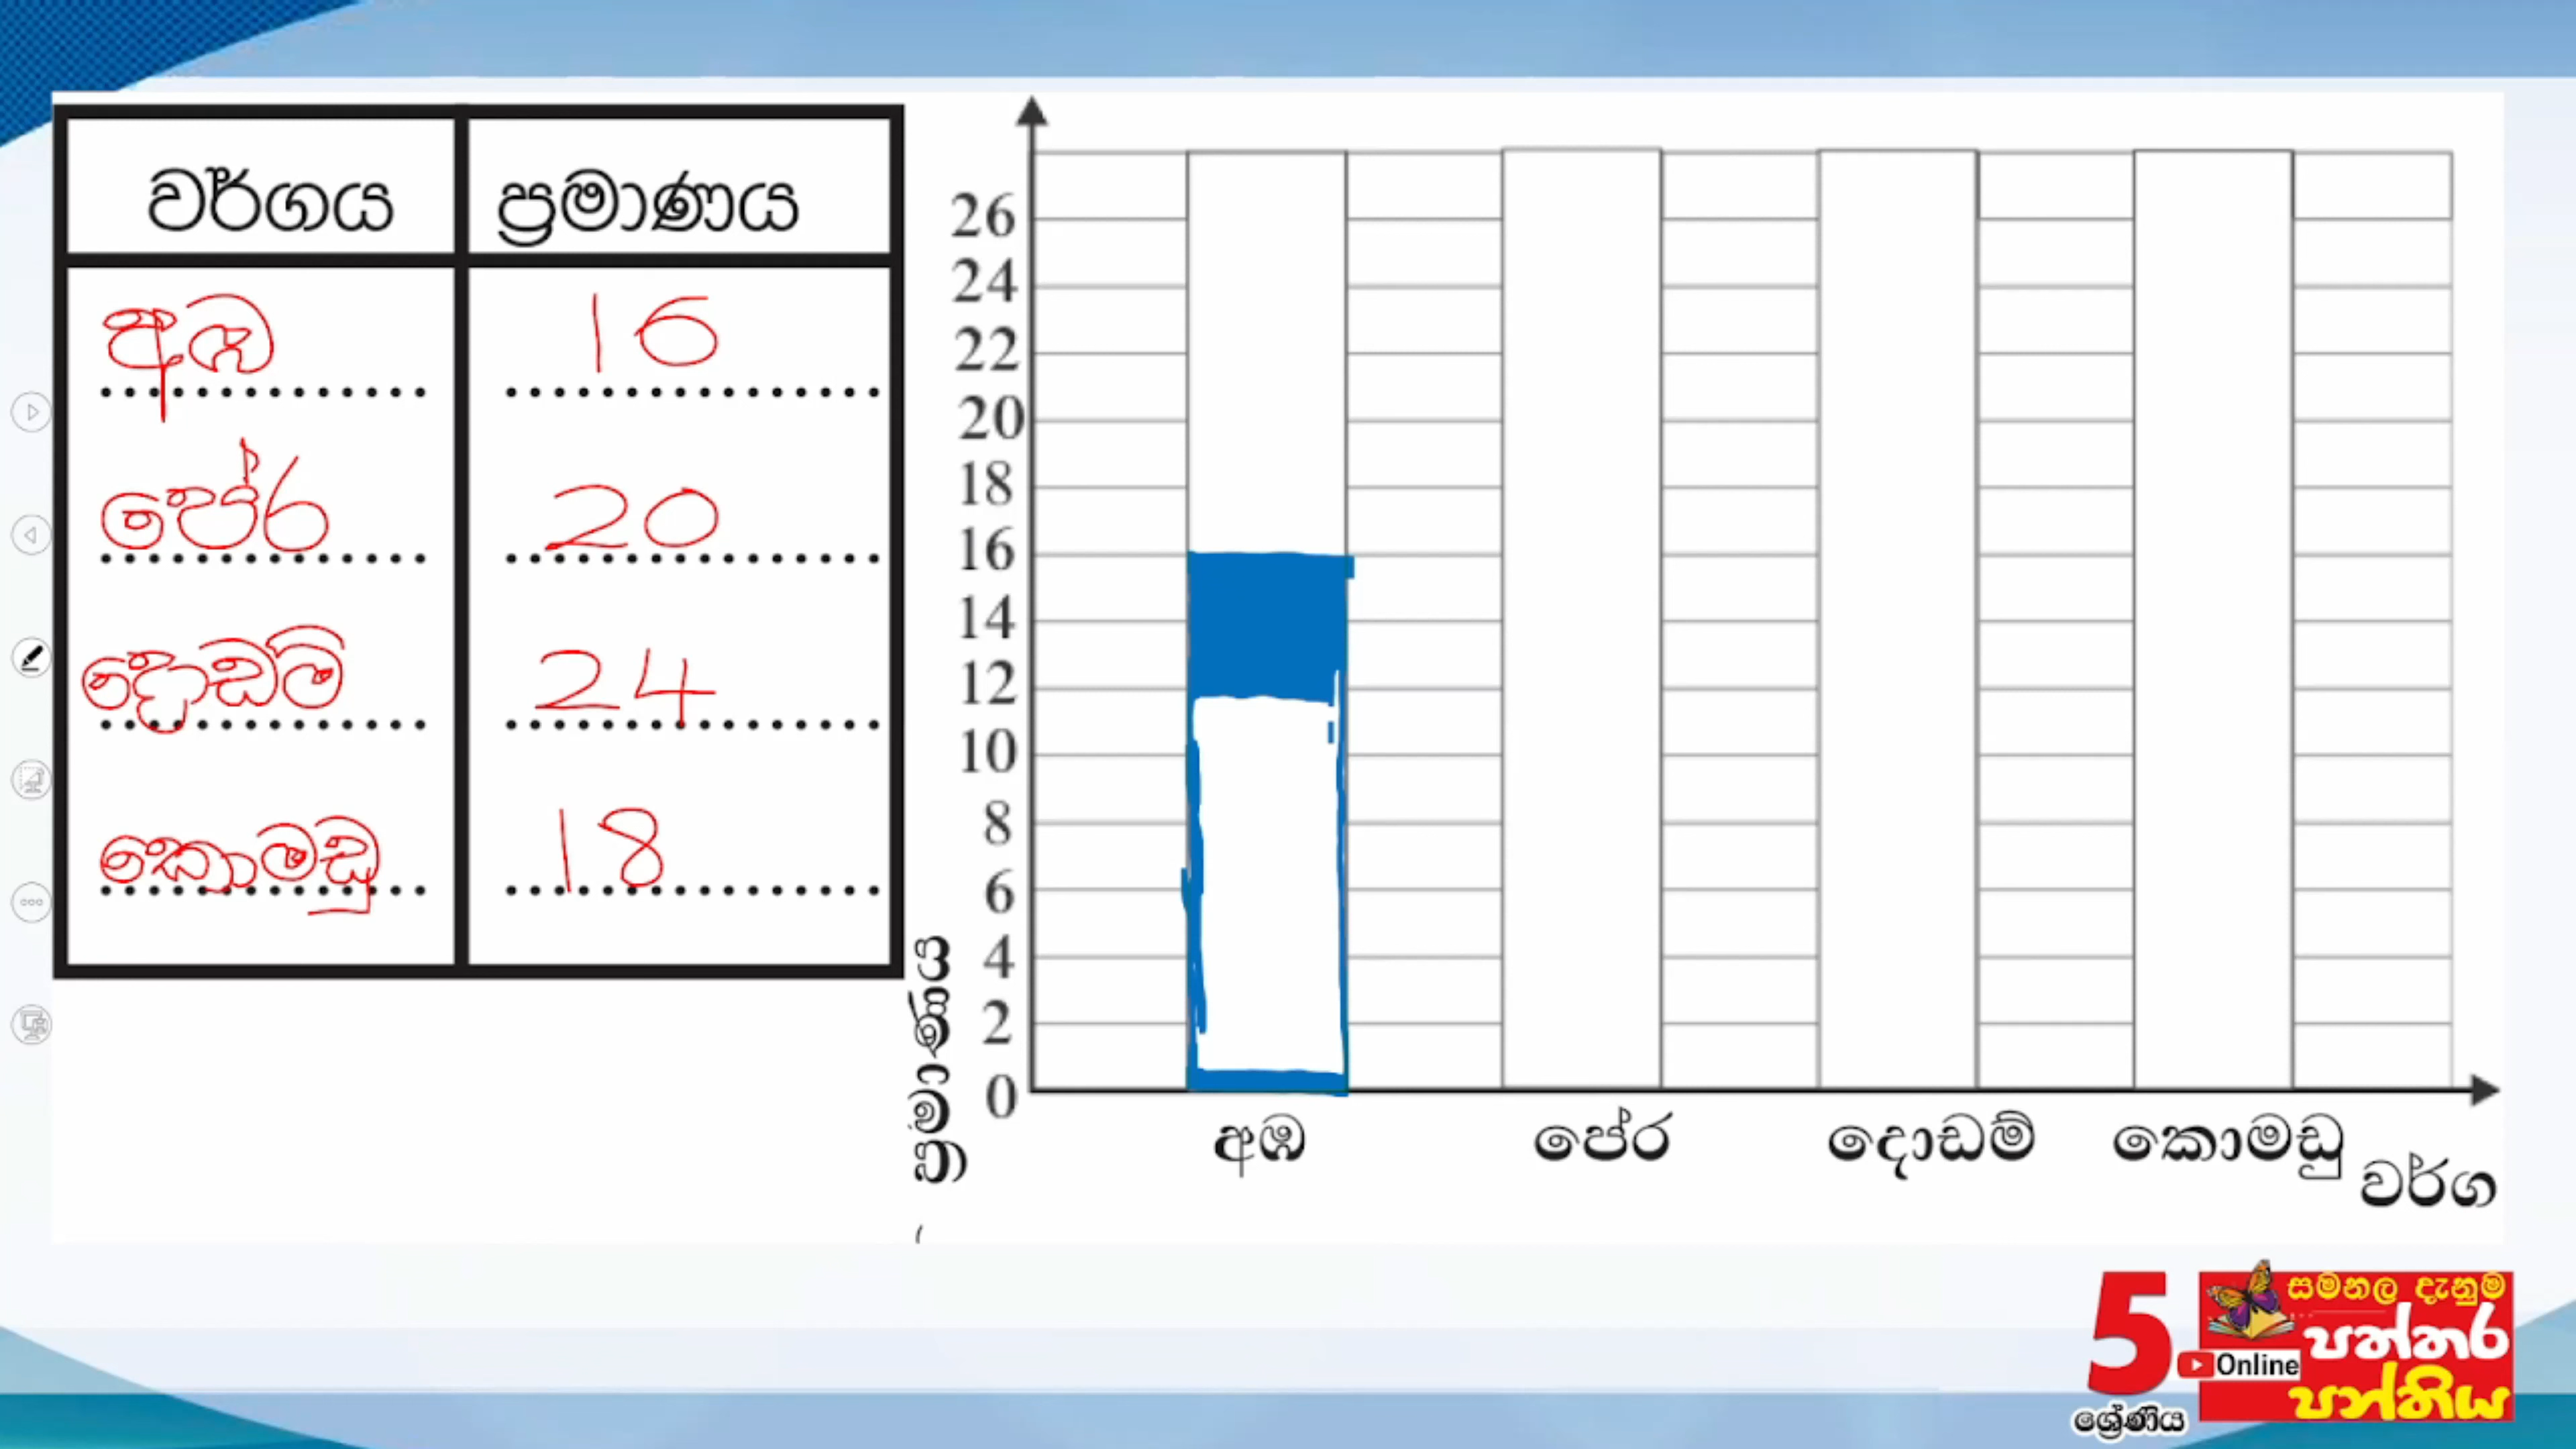 වර්ගය ප්‍රමාණය
අඹ 16
පේර 20
දොඩම් 24
කොමඩු 18
ප්‍රමාණය
26
24
22
20
18
16
14
12
10
8
6
4
2
0
අඹ පේර දොඩම් කොමඩු
වර්ග
5 ශ්‍රේණිය
සමනල දැනුම
පත්තර
Online
පන්තිය